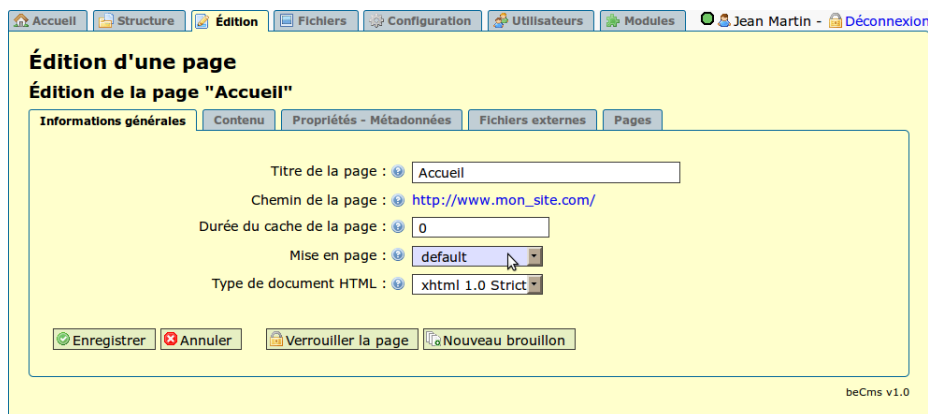 Accueil Structure Édition Fichiers Configuration Utilisateurs Modules Jean Martin - Déconnexion
Édition d'une page
Édition de la page "Accueil"
Informations générales Contenu Propriétés - Métadonnées Fichiers externes Pages
Titre de la page : Accueil
Chemin de la page : http://www.mon_site.com/
Durée du cache de la page : 0
Mise en page : default
Type de document HTML : xhtml 1.0 Strict
Enregistrer Annuler Verrouiller la page Nouveau brouillon
beCms v1.0